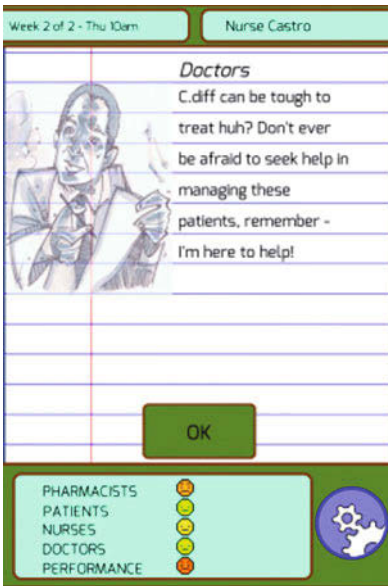 Week 2 of 2 - Thu 10am
Nurse Castro
Doctors
C.diff can be tough to
treat huh? Don't ever
be afraid to seek help in
managing these
patients, remember -
I'm here to help!
OK
PHARMACISTS
PATIENTS
NURSES
DOCTORS
PERFORMANCE